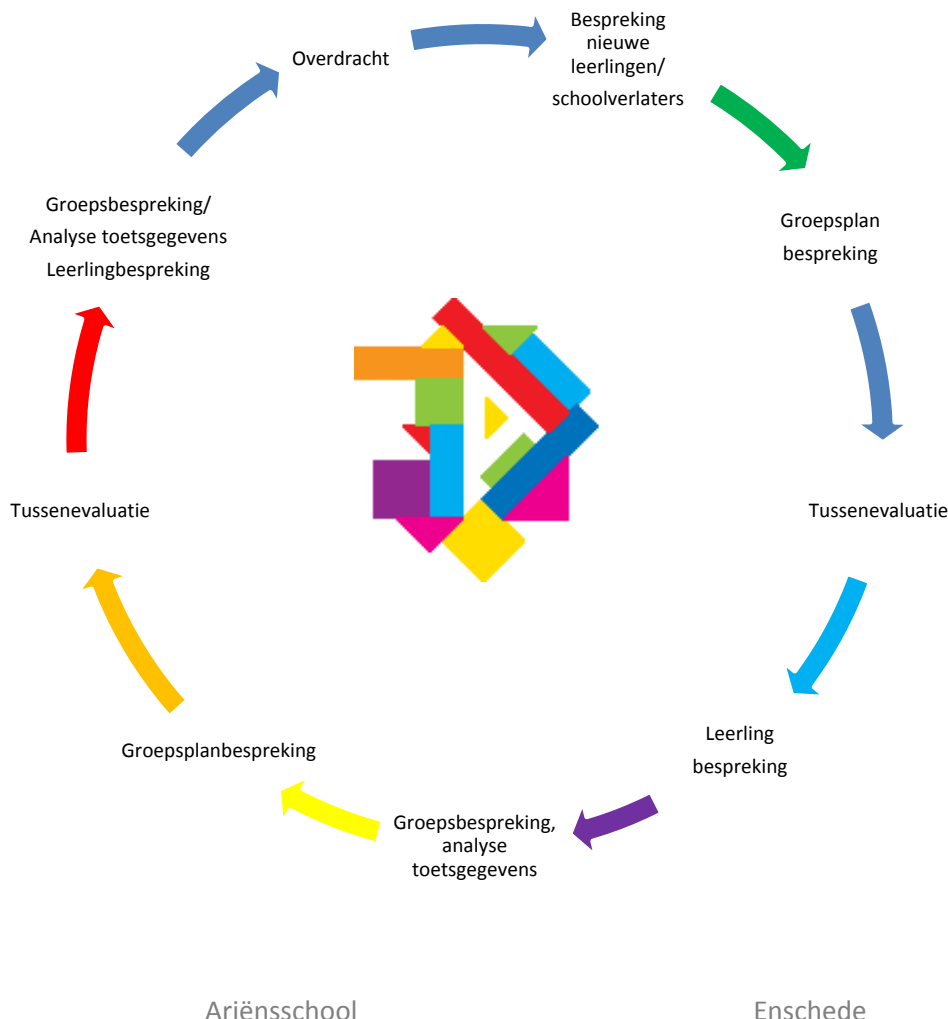 Overdracht
Bespreking
nieuwe
leerlingen/
schoolverlaters
Groepsplan
bespreking
Tussenevaluatie
Leerling
bespreking
Groepsbespreking,
analyse
toetsgegevens
Groepsplanbespreking
Tussenevaluatie
Groepsbespreking/
Analyse toetsgegevens
Leerlingbespreking
Ariënsschool Enschede